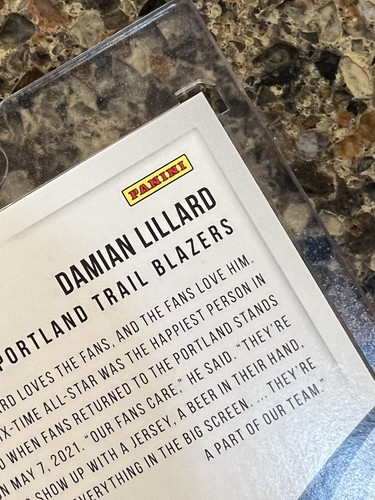 PANINI
DAMIAN LILLARD
PORTLAND TRAIL BLAZERS
LOVES THE FANS, AND THE FANS LOVE HIM.
-TIME ALL-STAR WAS THE HAPPIEST PERSON IN
WHEN FANS RETURNED TO THE PORTLAND STANDS
ON MAY 7, 2021. "OUR FANS CARE," HE SAID. "THEY'RE
SHOW UP WITH A JERSEY, A BEER IN THEIR HAND,
EVERYTHING IN THE BIG SCREEN. ... THEY'RE
A PART OF OUR TEAM."